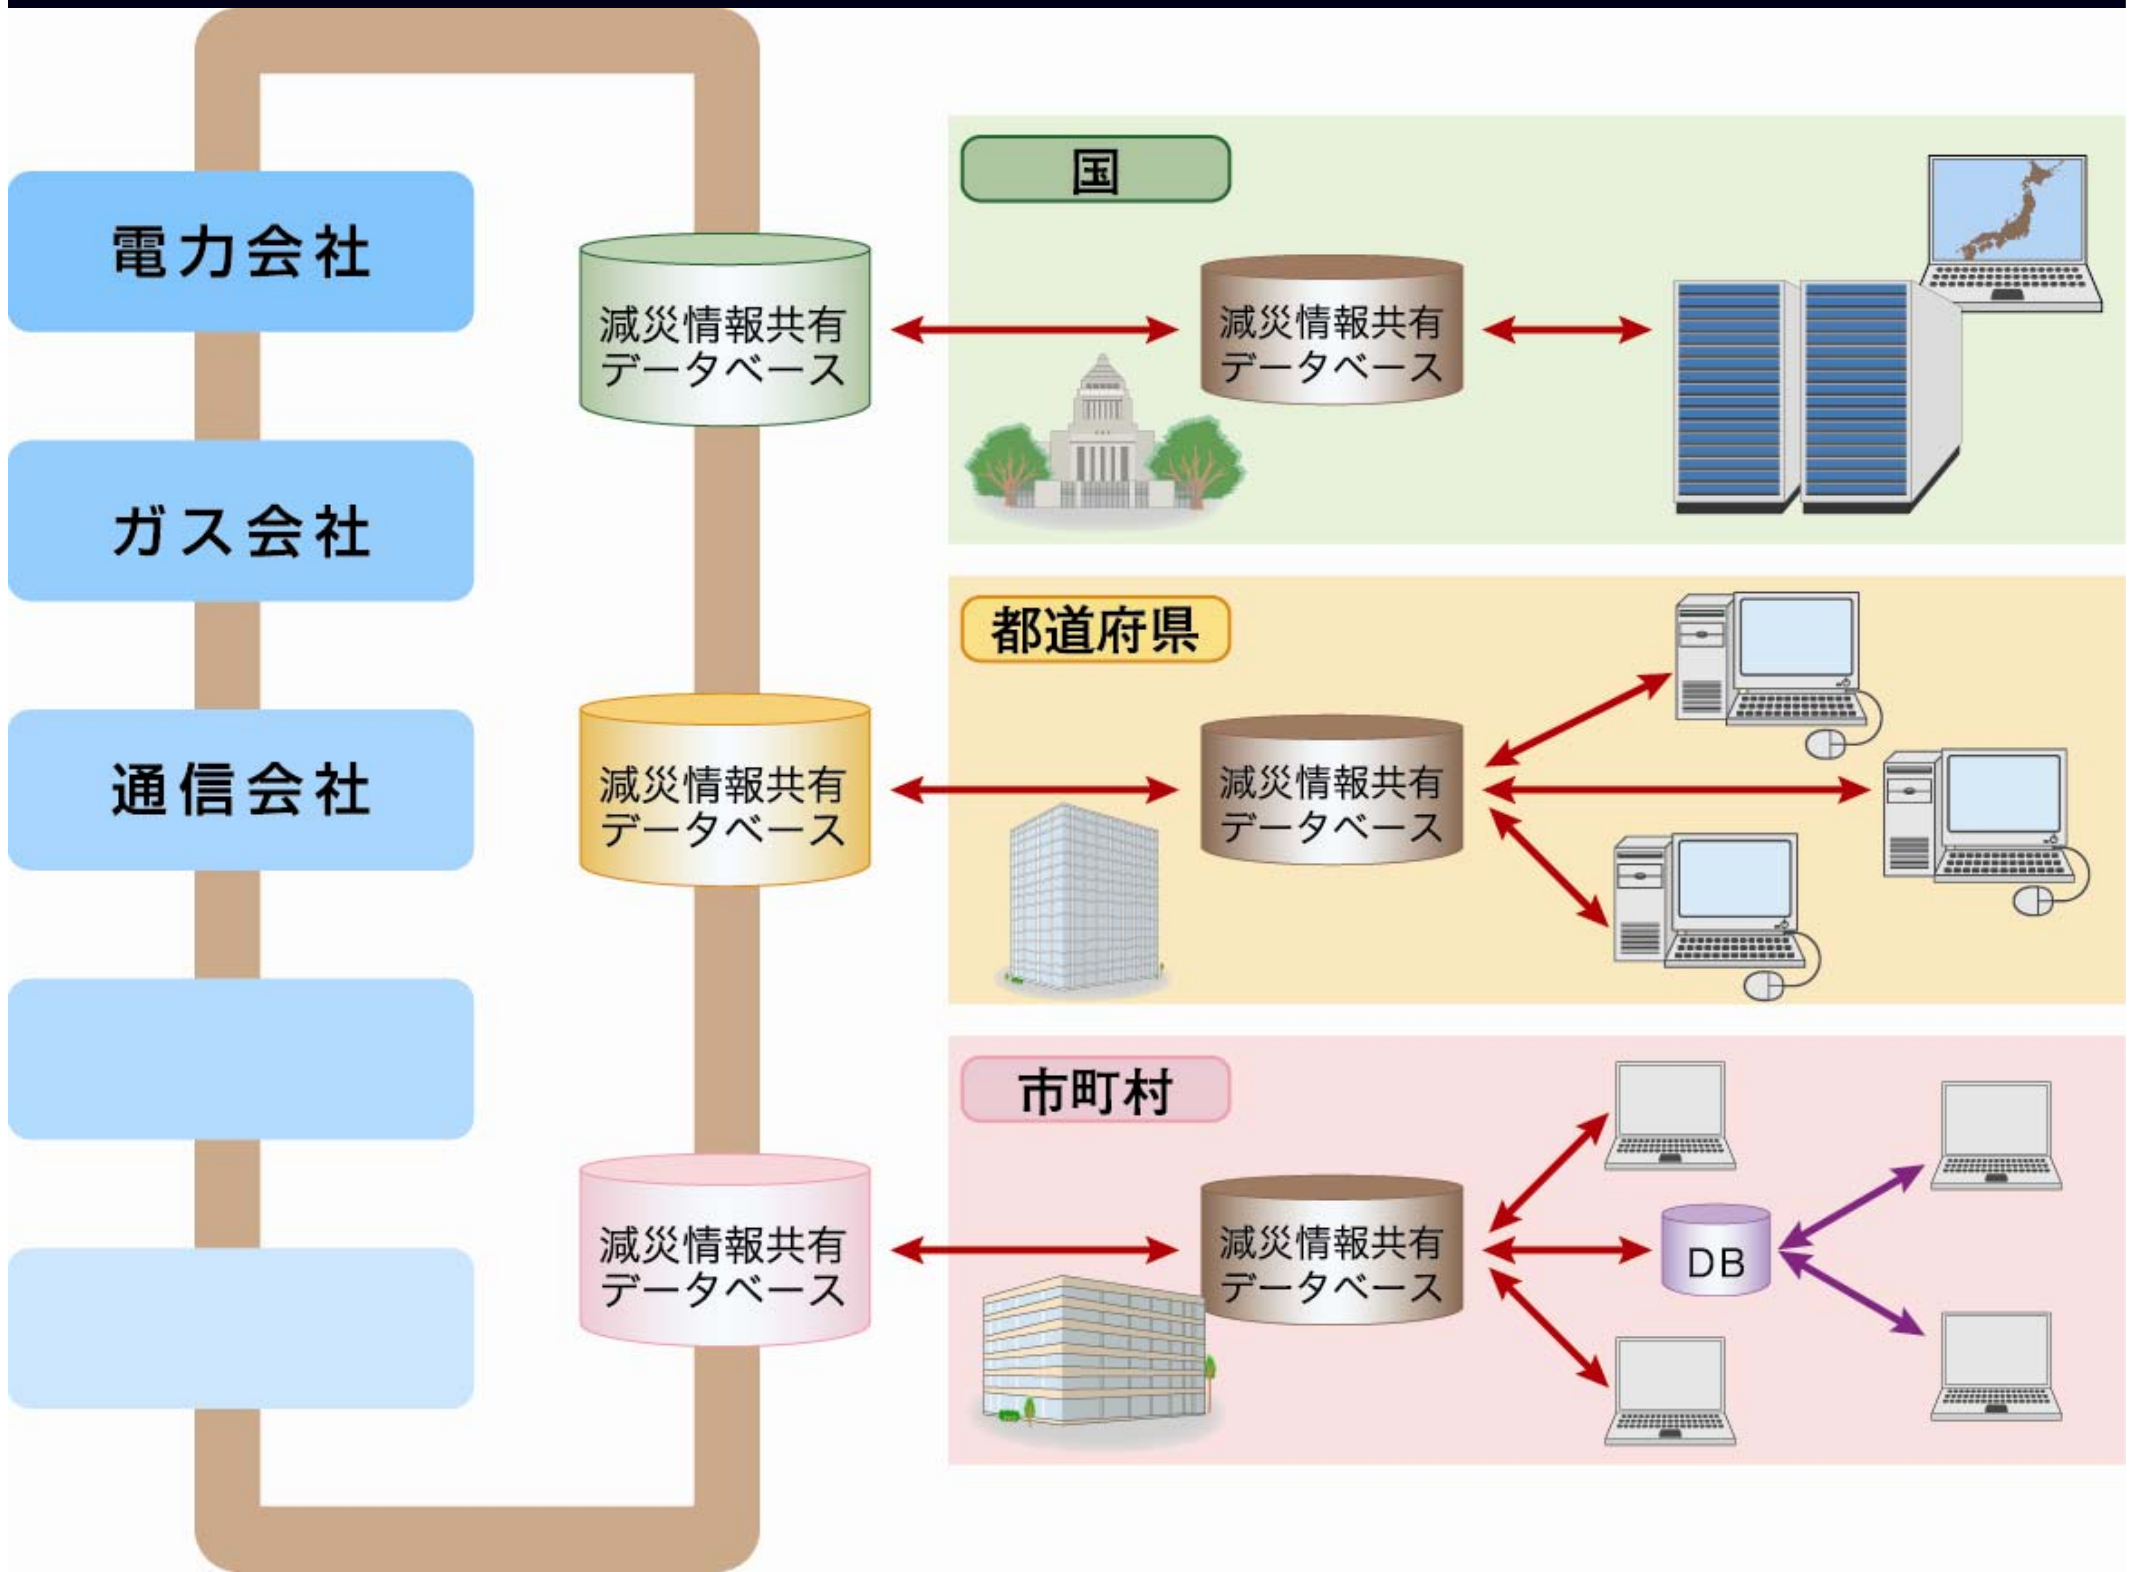 電力会社
ガス会社
通信会社
減災情報共有
データベース
減災情報共有
データベース
減災情報共有
データベース
国
減災情報共有
データベース
都道府県
減災情報共有
データベース
市町村
減災情報共有
データベース
DB